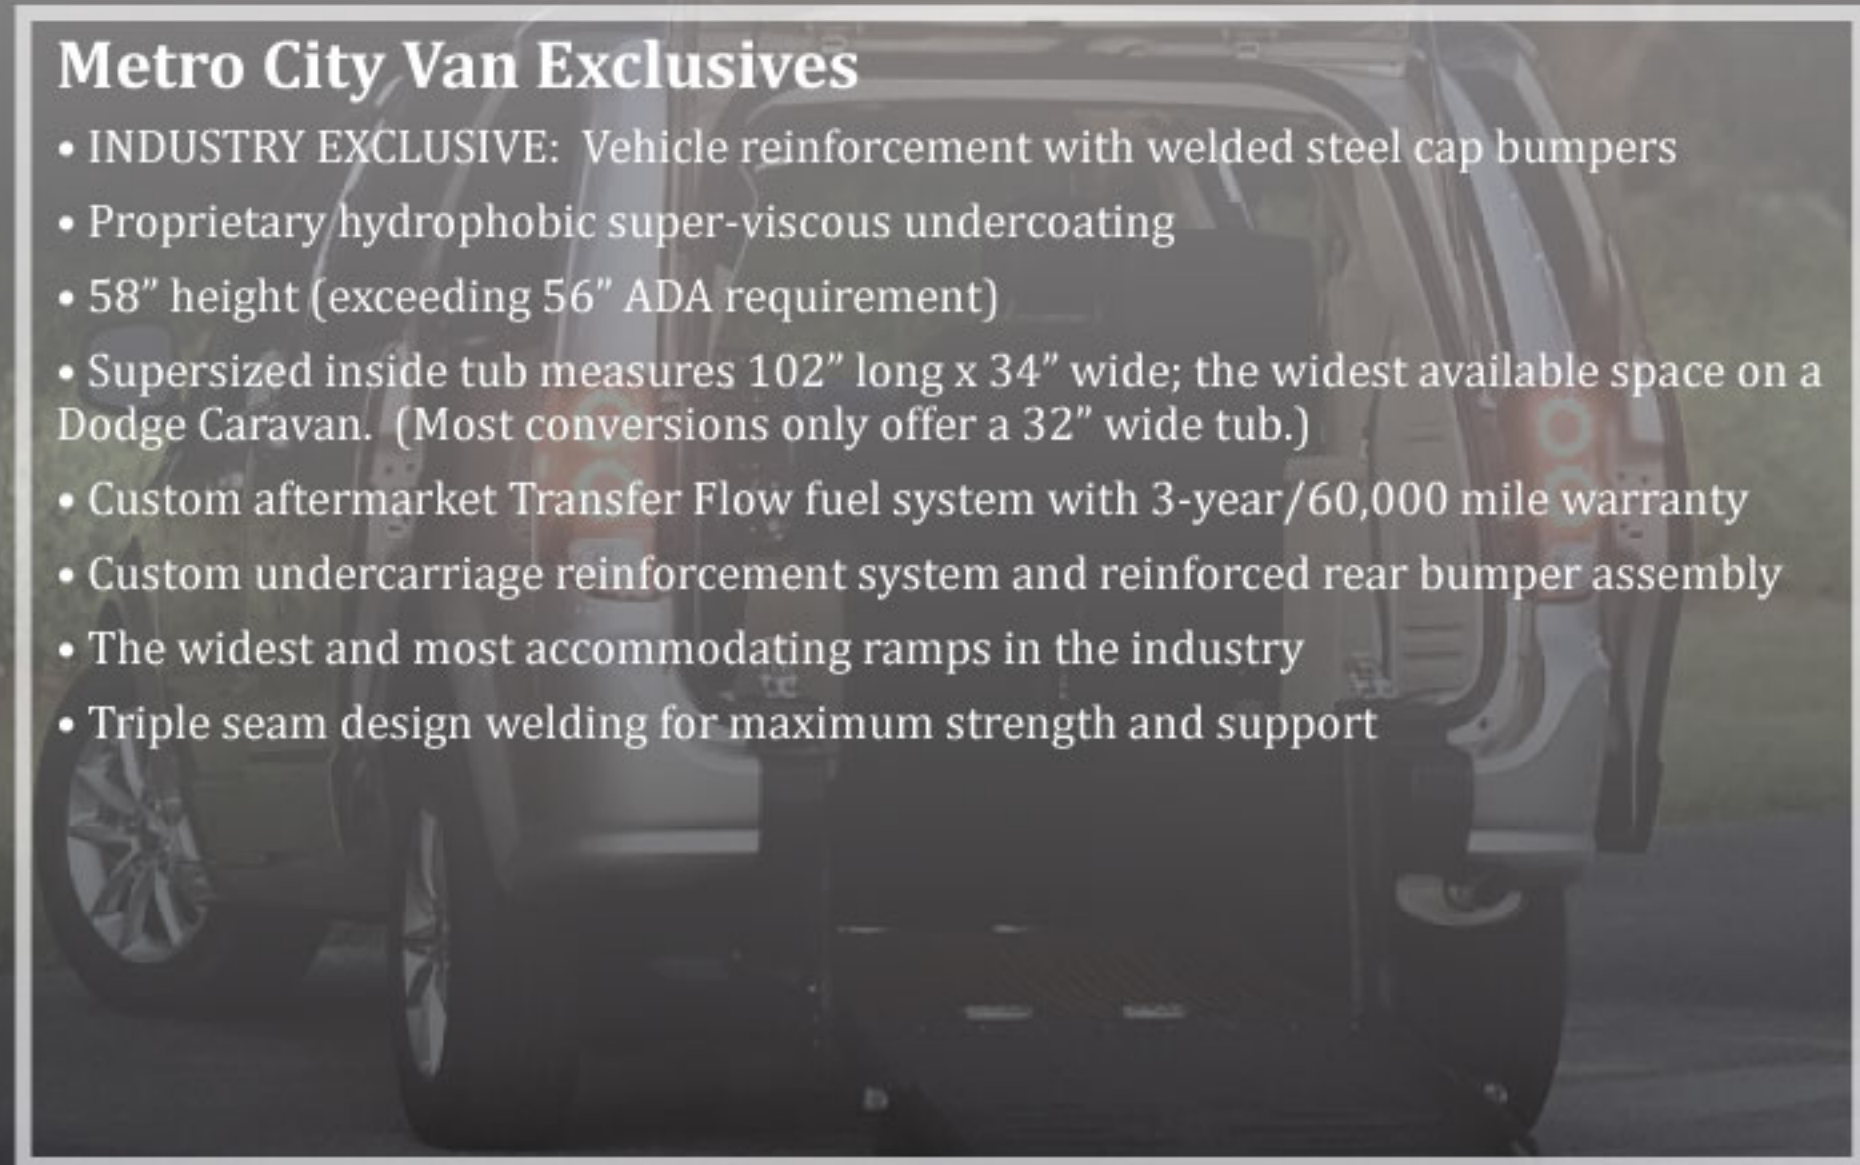 Metro City Van Exclusives
• INDUSTRY EXCLUSIVE:  Vehicle reinforcement with welded steel cap bumpers
• Proprietary hydrophobic super-viscous undercoating
• 58” height (exceeding 56” ADA requirement)
• Supersized inside tub measures 102” long x 34” wide; the widest available space on a
Dodge Caravan.  (Most conversions only offer a 32” wide tub.)
• Custom aftermarket Transfer Flow fuel system with 3-year/60,000 mile warranty
• Custom undercarriage reinforcement system and reinforced rear bumper assembly
• The widest and most accommodating ramps in the industry
• Triple seam design welding for maximum strength and support